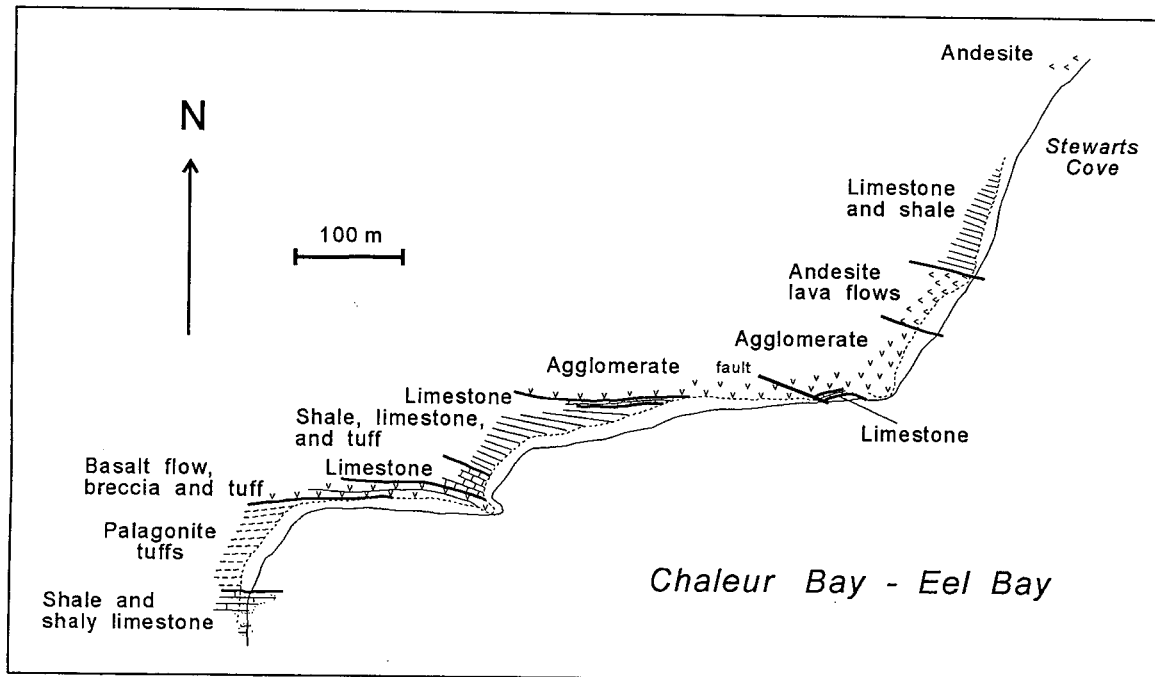 Andesite
N
Stewarts
Cove
Limestone
and shale
100 m
Andesite
lava flows
Agglomerate
Agglomerate
fault
Limestone
Shale, limestone,
and tuff
Limestone
Limestone
Basalt flow,
breccia and tuff
Palagonite
tuffs
Chaleur Bay - Eel Bay
Shale and
shaly limestone